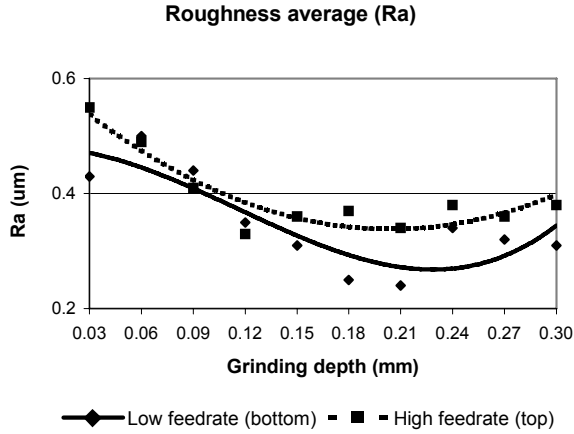 Roughness average (Ra)
0.6
0.4
0.2
Ra (um)
0.03 0.06 0.09 0.12 0.15 0.18 0.21 0.24 0.27 0.30
Grinding depth (mm)
Low feedrate (bottom) High feedrate (top)